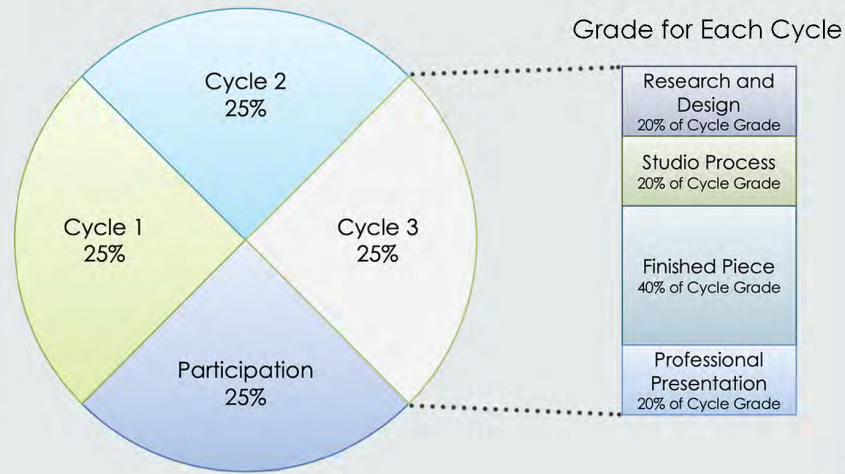 Grade for Each Cycle
Cycle 2
25%
Cycle 1
25%
Cycle 3
25%
Participation
25%
Research and
Design
20% of Cycle Grade
Studio Process
20% of Cycle Grade
Finished Piece
40% of Cycle Grade
Professional
Presentation
20% of Cycle Grade